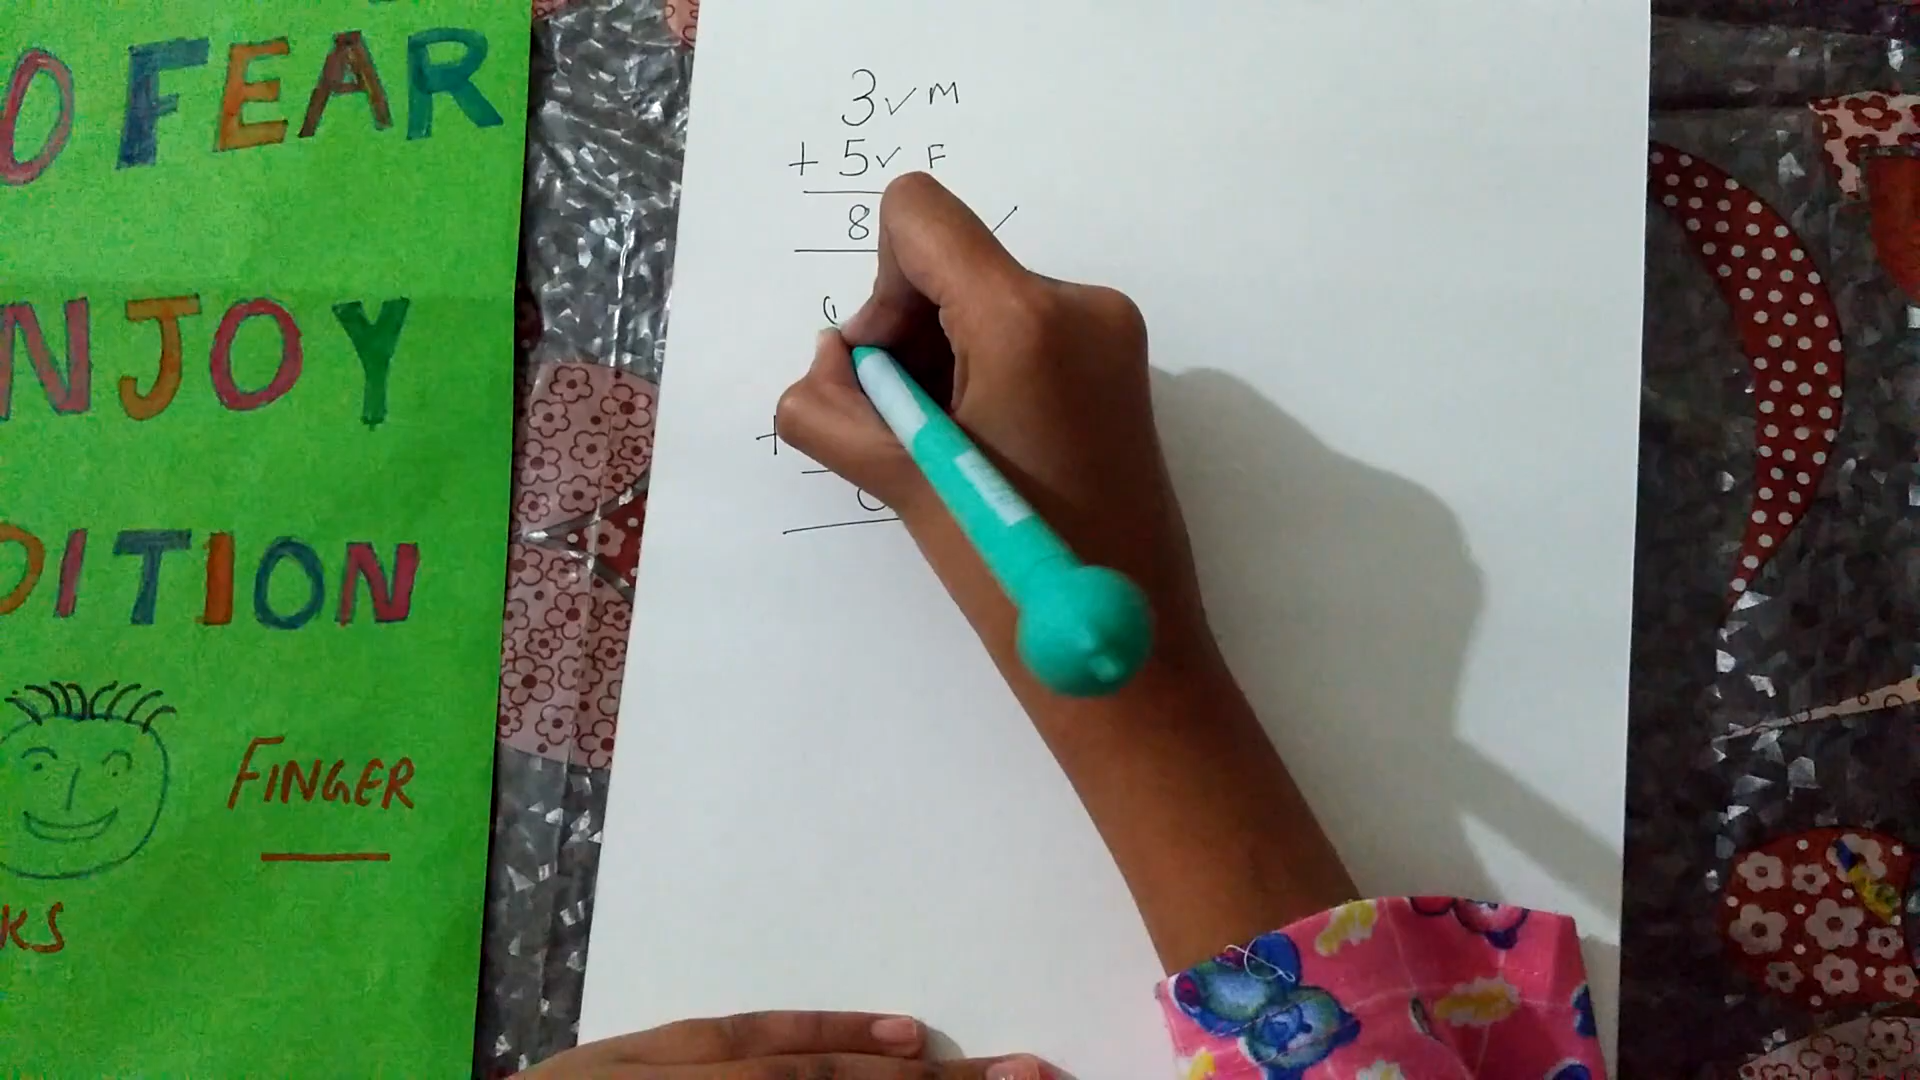 O FEAR
NJOY
DITION
FINGER
KS
3✓ M
+ 5✓ F
8
+